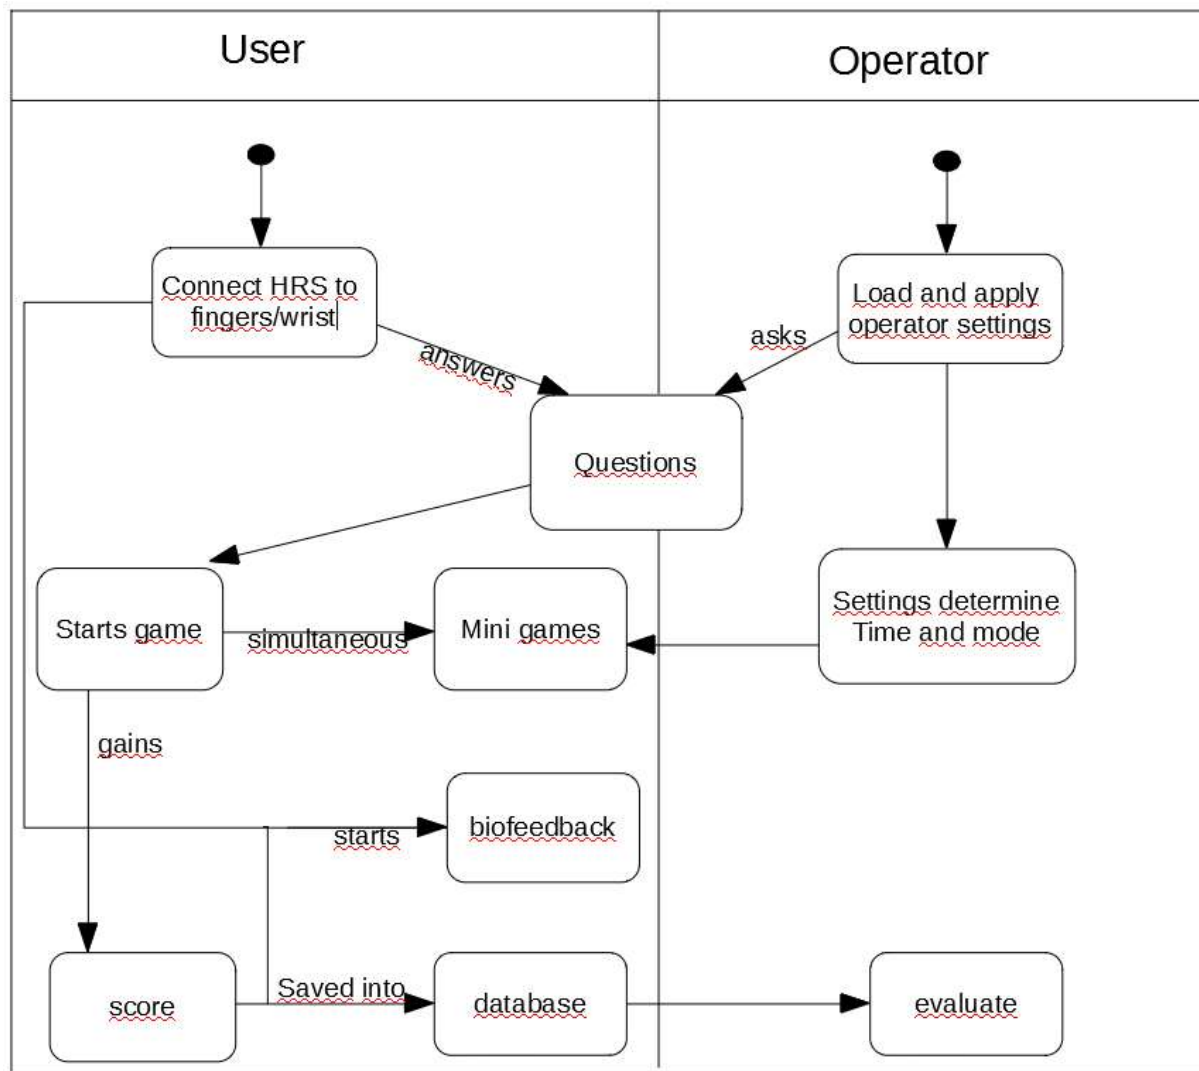 User
Operator
Connect HRS to
fingers/wrist
Load and apply
operator settings
answers
asks
Questions
Starts game
simultaneous
Mini games
Settings determine
Time and mode
gains
starts
biofeedback
score
Saved into
database
evaluate